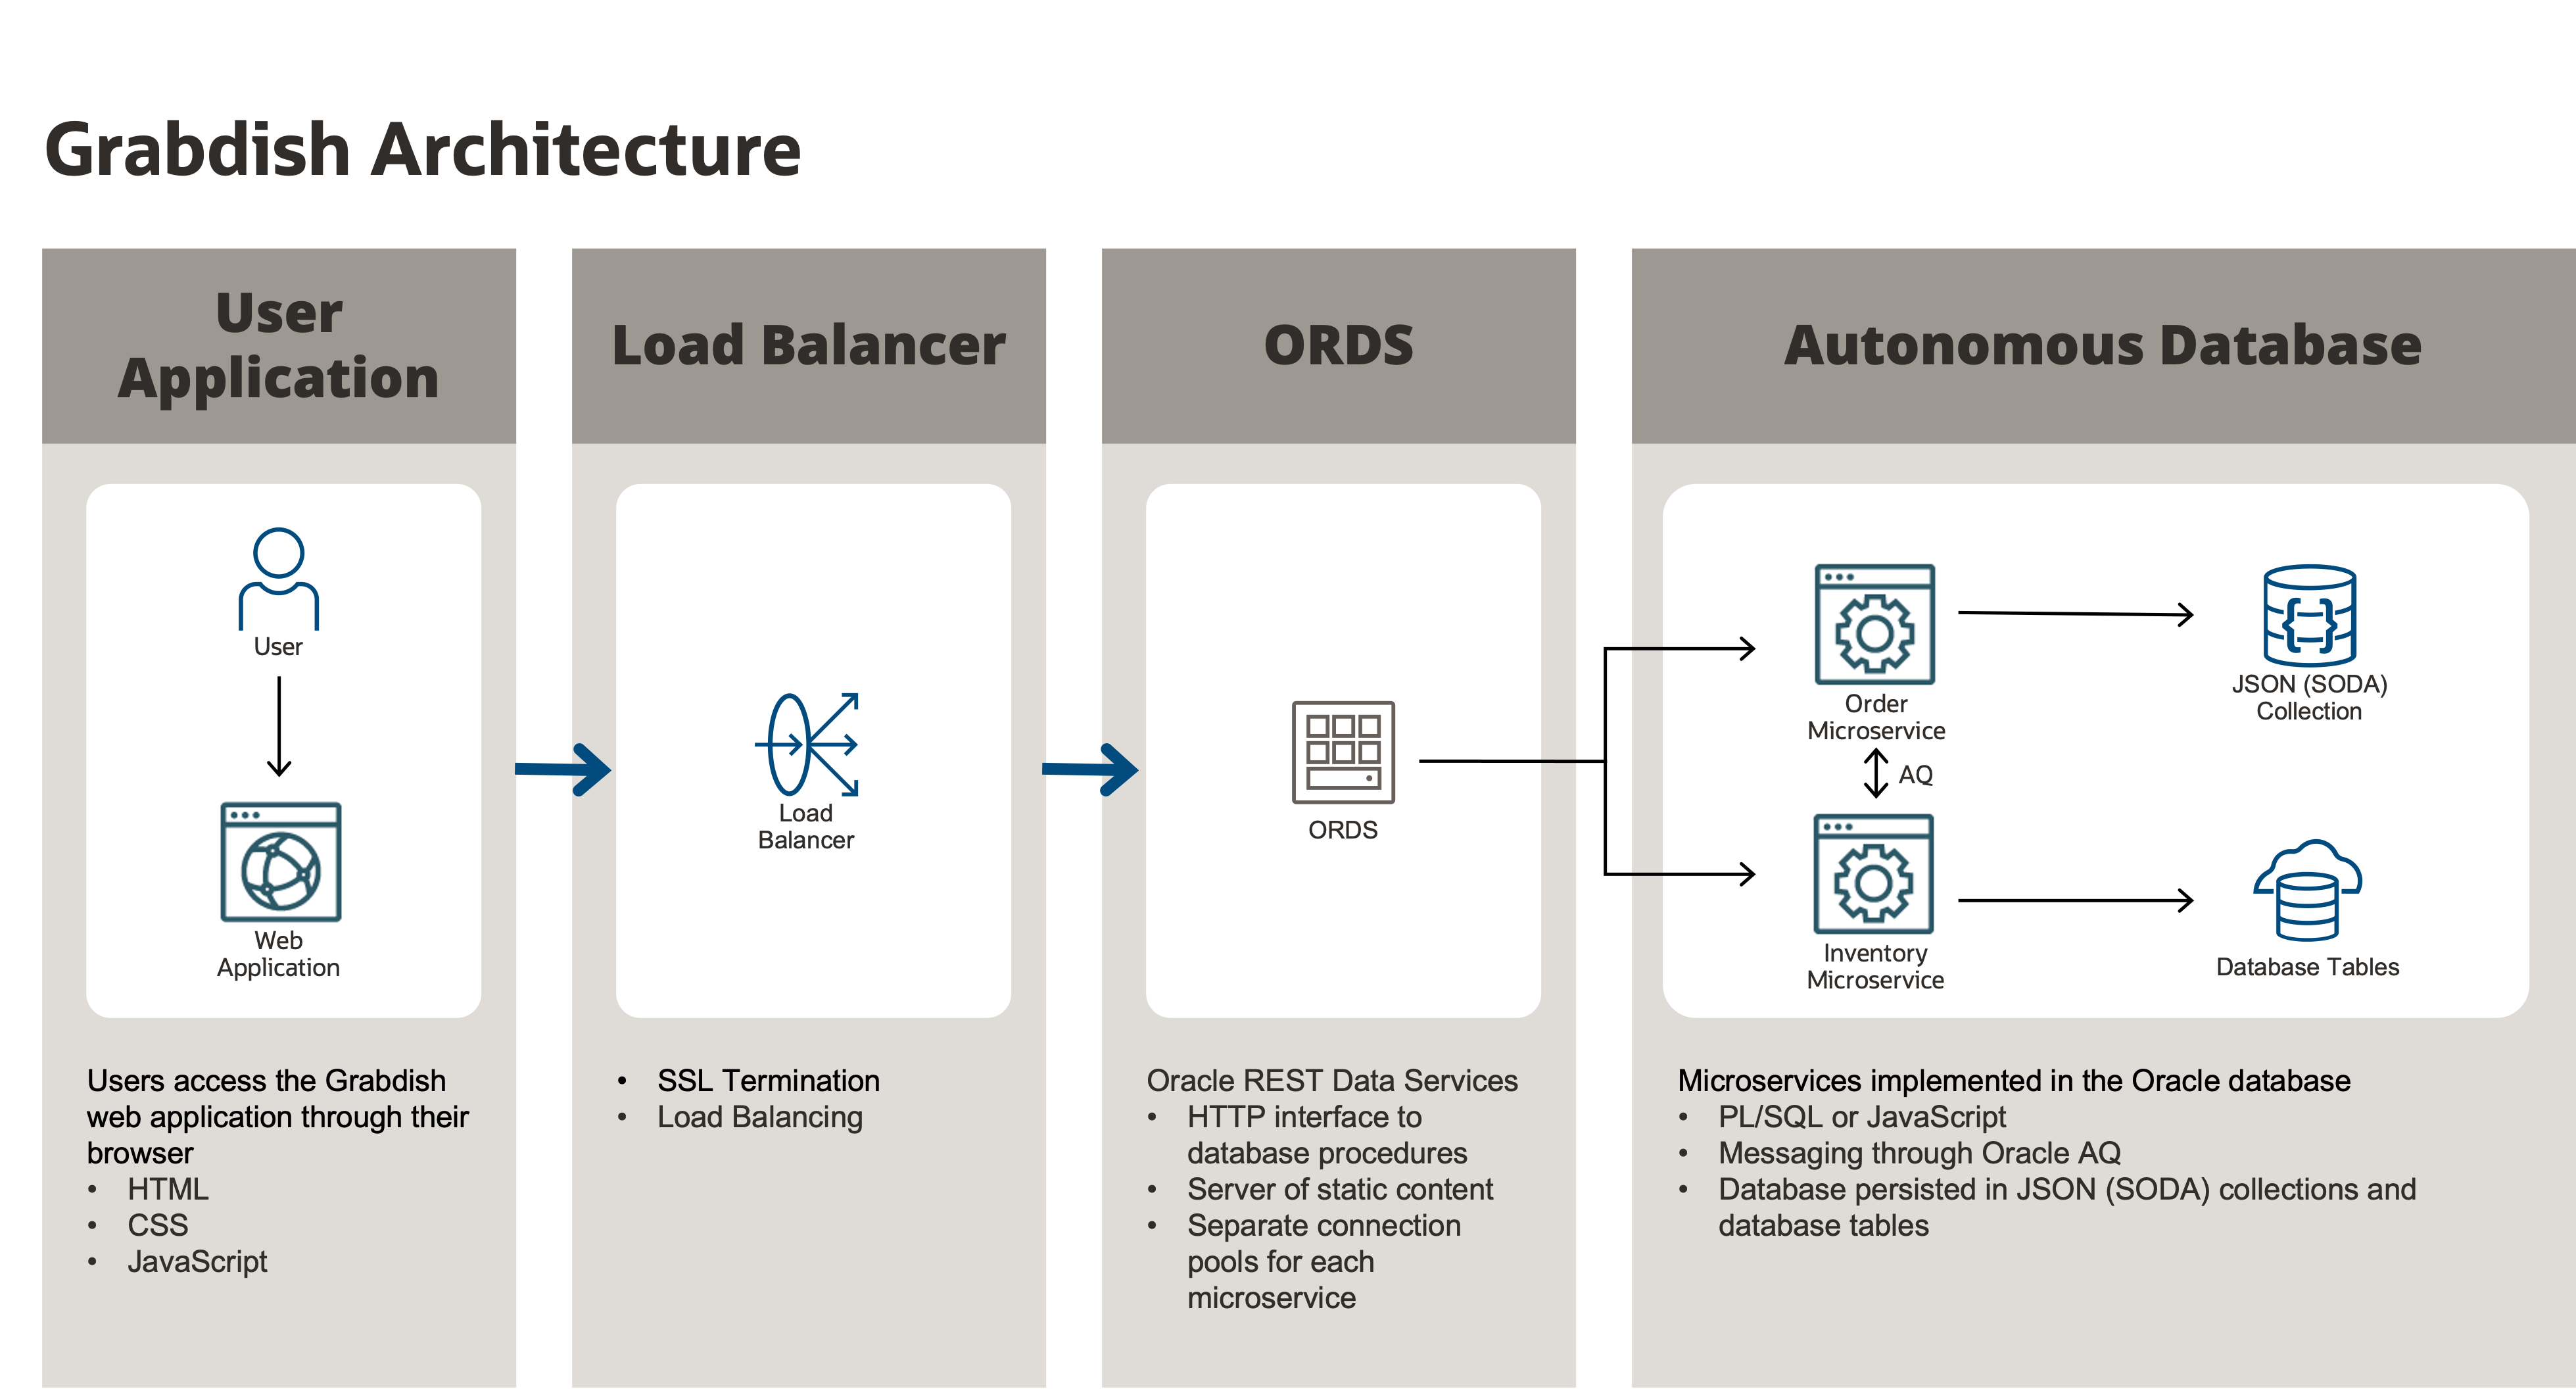 Grabdish Architecture
User
Application
User
Web
Application
Users access the Grabdish
web application through their
browser
• HTML
• CSS
• JavaScript
Load Balancer
Load
Balancer
• SSL Termination
• Load Balancing
ORDS
ORDS
Oracle REST Data Services
• HTTP interface to
database procedures
• Server of static content
• Separate connection
pools for each
microservice
Autonomous Database
Order
Microservice
JSON (SODA)
Collection
AQ
Inventory
Microservice
Database Tables
Microservices implemented in the Oracle database
• PL/SQL or JavaScript
• Messaging through Oracle AQ
• Database persisted in JSON (SODA) collections and
database tables